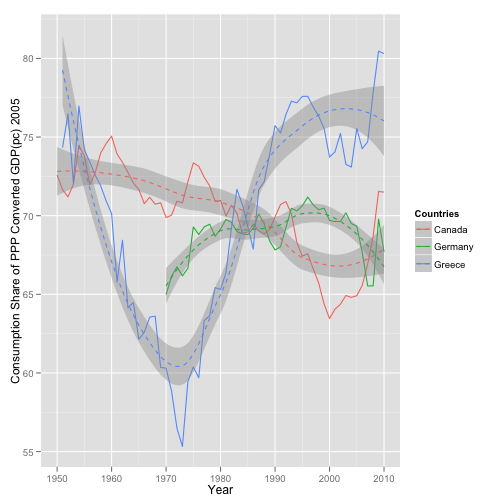 Consumption Share of PPP Converted GDP(pc) 2005
80
75
70
65
60
55
1950
1960
1970
1980
1990
2000
2010
Year
Countries
Canada
Germany
Greece